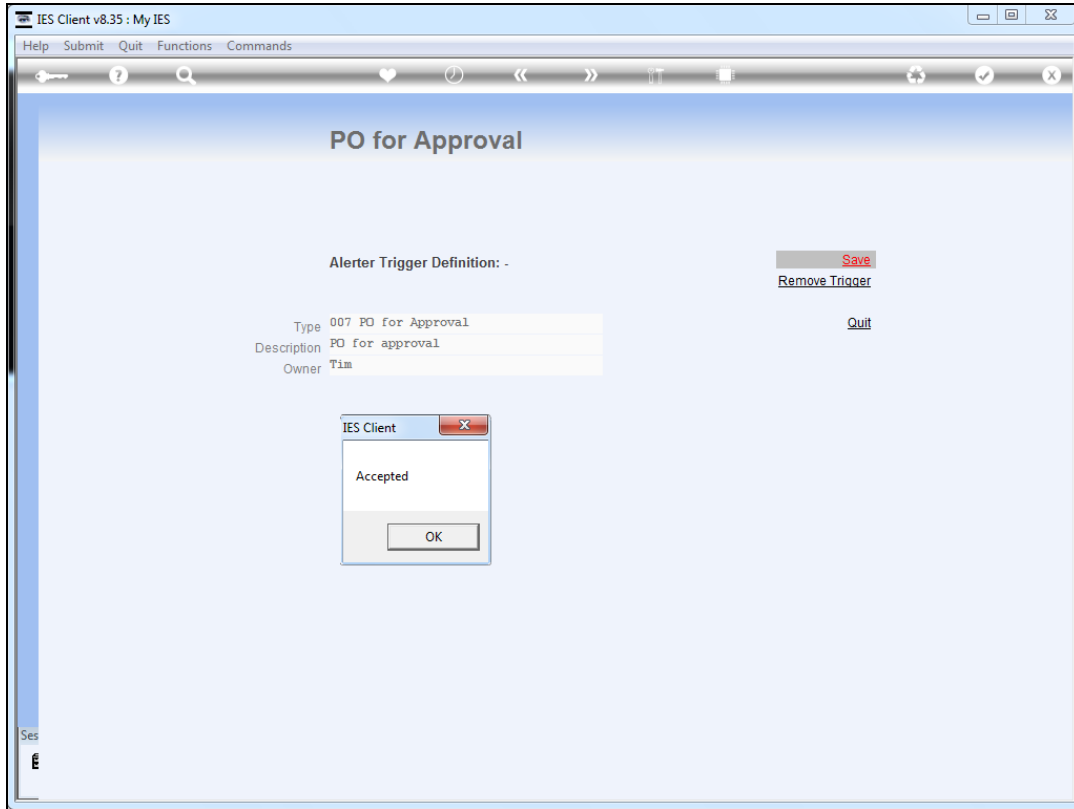 IES Client v8.35 : My IES
Help Submit Quit Functions Commands
PO for Approval
Alerter Trigger Definition: -
Save
Remove Trigger
Type 007 PO for Approval
Quit
Description PO for approval
Owner Tim
IES Client
Accepted
OK
Ses